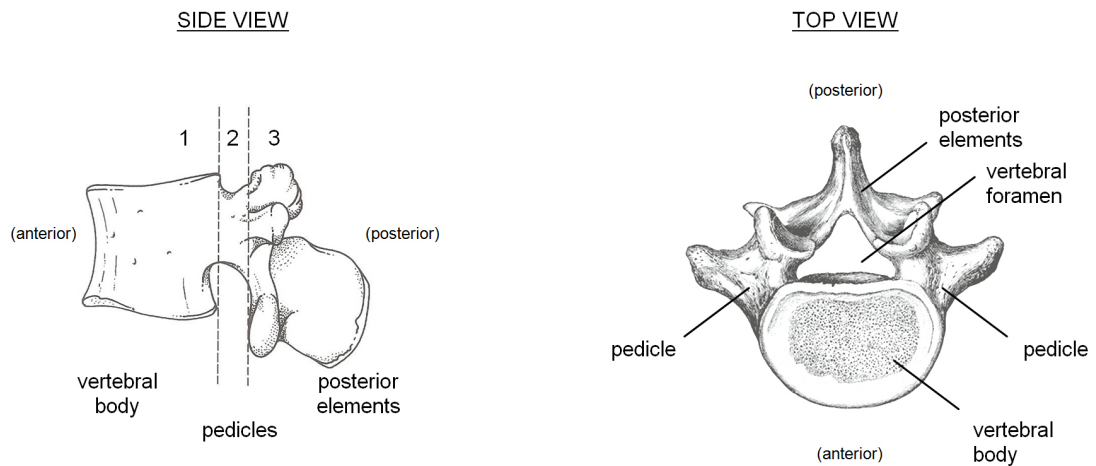 SIDE VIEW
1 2 3
(anterior)
(posterior)
vertebral
body
posterior
elements
pedicles
TOP VIEW
(posterior)
posterior
elements
vertebral
foramen
pedicle
pedicle
vertebral
body
(anterior)